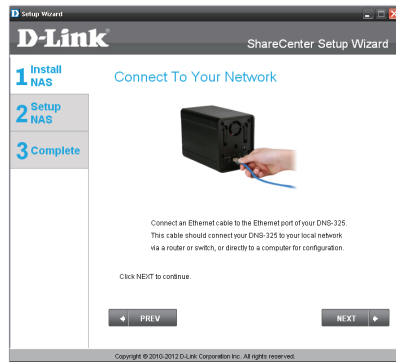 D Setup Wizard
D-Link
ShareCenter Setup Wizard
1 Install NAS
2 Setup NAS
3 Complete
Connect To Your Network
Connect an Ethernet cable to the Ethernet port of your DNS-325.
This cable should connect your DNS-325 to your local network
via a router or switch, or directly to a computer for configuration.
Click NEXT to continue.
PREV
NEXT
Copyright © 2010-2012 D-Link Corporation Inc. All rights reserved.